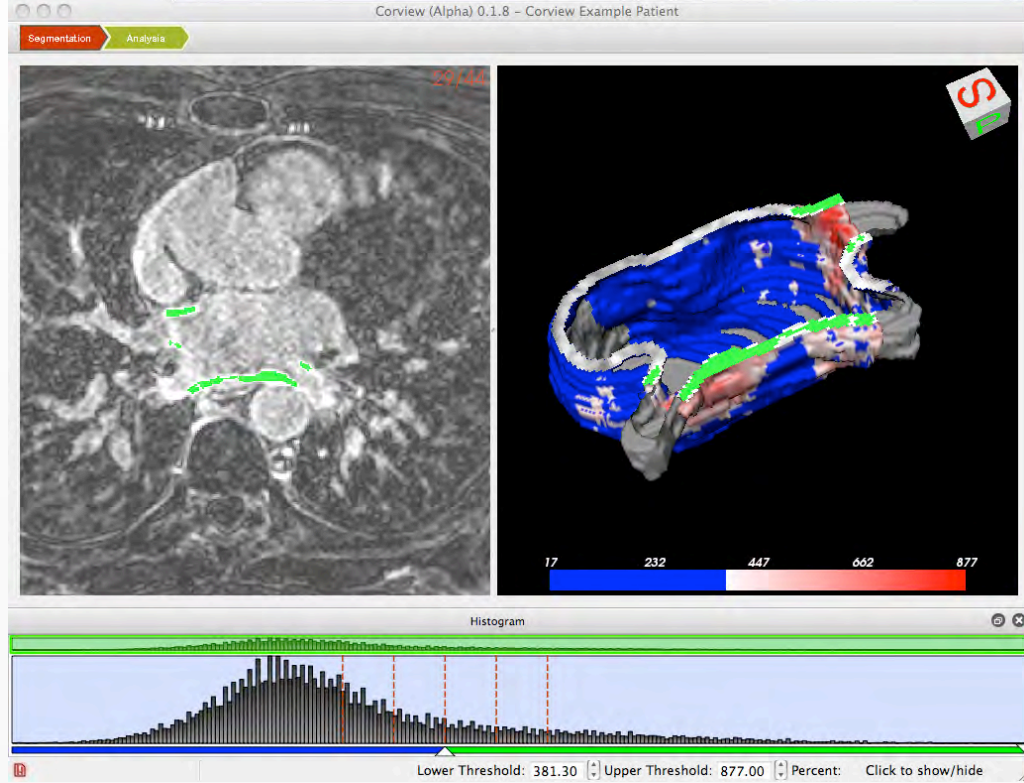 Corview (Alpha) 0.1.8 – Corview Example Patient
Segmentation
Analysis
29/44
S
P
17 232 447 662 877
Histogram
Lower Threshold: 381.30 Upper Threshold: 877.00 Percent: Click to show/hide